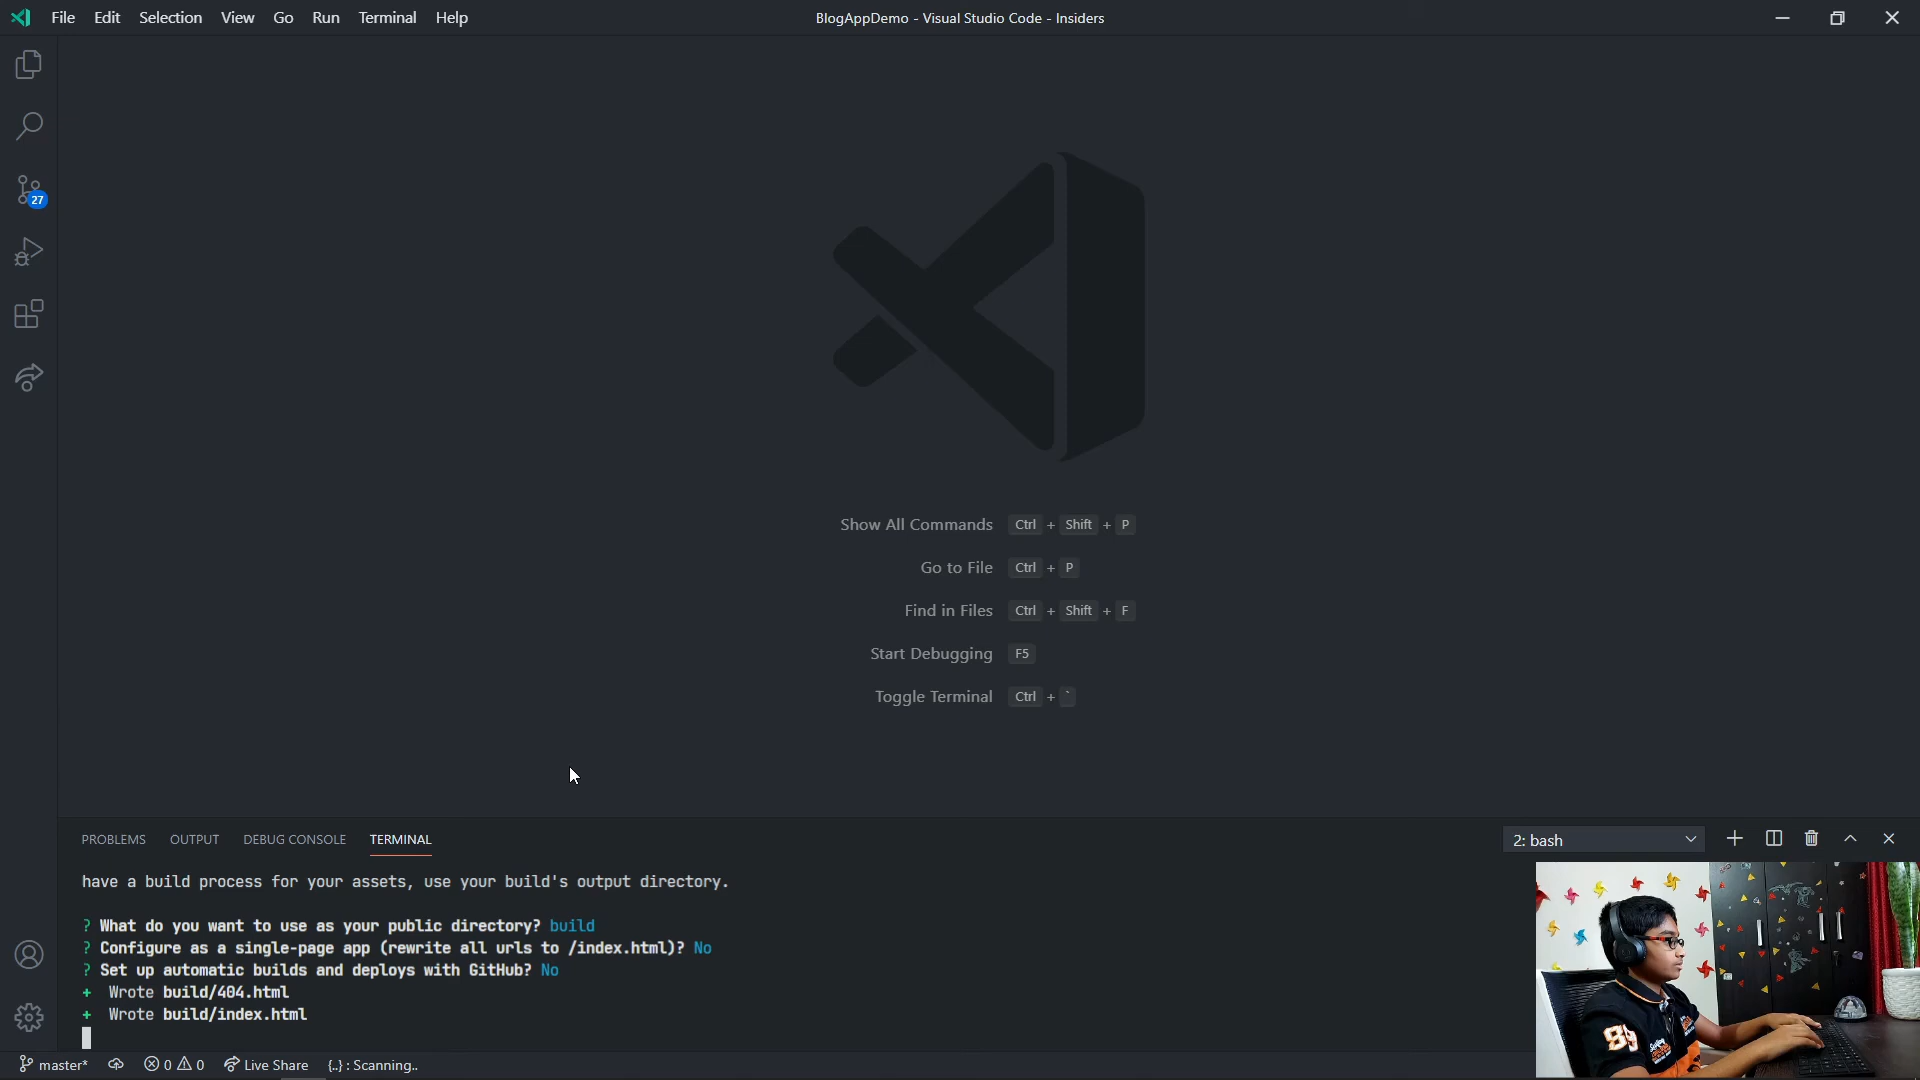 File Edit Selection View Go Run Terminal Help
BlogAppDemo - Visual Studio Code - Insiders
27
Show All Commands Ctrl + Shift + P
Go to File Ctrl + P
Find in Files Ctrl + Shift + F
Start Debugging F5
Toggle Terminal Ctrl + `
PROBLEMS OUTPUT DEBUG CONSOLE TERMINAL
2: bash
have a build process for your assets, use your build's output directory.
? What do you want to use as your public directory? build
? Configure as a single-page app (rewrite all urls to /index.html)? No
? Set up automatic builds and deploys with GitHub? No
+ Wrote build/404.html
+ Wrote build/index.html
89
master* 0 0 Live Share {..} : Scanning..